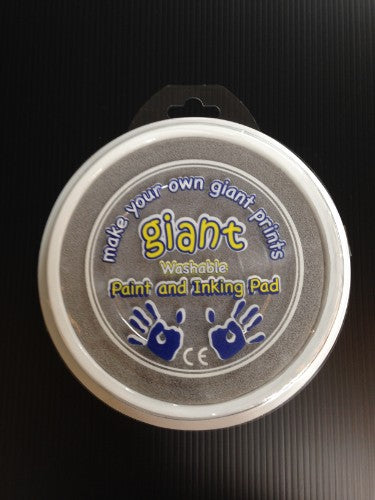 make your-own giant-prints
giant
Washable
Paint and Inking Pad
CE